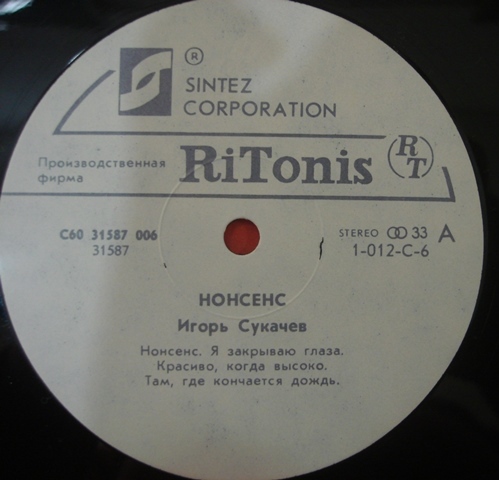 ®
SINTEZ
CORPORATION
Производственная
фирма
RiTonis
RT
С60 31587 006
31587
STEREO 33 A
1-012-C-6
НОНСЕНС
Игорь Сукачев
Нонсенс. Я закрываю глаза.
Красиво, когда высоко.
Там, где кончается дождь.